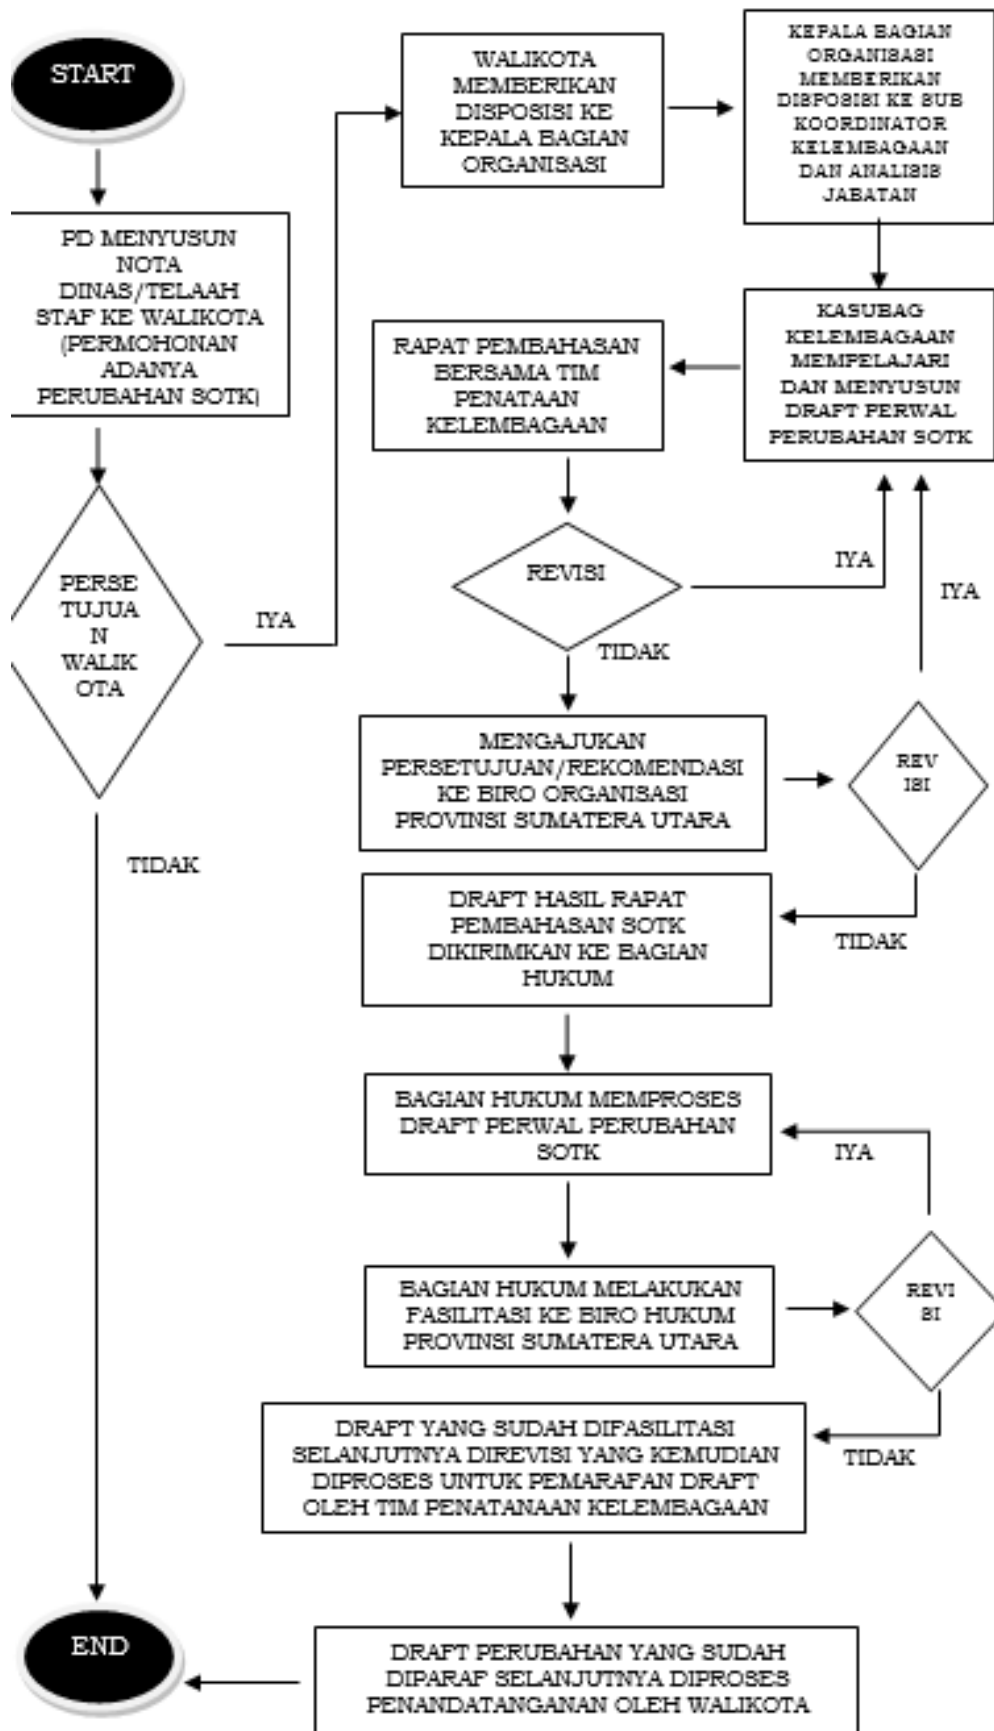 START
PD MENYUSUN
NOTA
DINAS/TELAAH
STAF KE WALIKOTA
(PERMOHONAN
ADANYA
PERUBAHAN SOTK)
PERSE
TUJUA
N
WALIK
OTA
IYA
TIDAK
WALIKOTA
MEMBERIKAN
DISPOSISI KE
KEPALA BAGIAN
ORGANISASI
KEPALA BAGIAN
ORGANISASI
MEMBERIKAN
DISPOSISI KE SUB
KOORDINATOR
KELEMBAGAAN
DAN ANALISIS
JABATAN
KASUBAG
KELEMBAGAAN
MEMPELAJARI
DAN MENYUSUN
DRAFT PERWAL
PERUBAHAN SOTK
RAPAT PEMBAHASAN
BERSAMA TIM
PENATAAN
KELEMBAGAAN
REVISI
IYA
TIDAK
MENGAJUKAN
PERSETUJUAN/REKOMENDASI
KE BIRO ORGANISASI
PROVINSI SUMATERA UTARA
REV
ISI
IYA
TIDAK
DRAFT HASIL RAPAT
PEMBAHASAN SOTK
DIKIRIMKAN KE BAGIAN
HUKUM
BAGIAN HUKUM MEMPROSES
DRAFT PERWAL PERUBAHAN
SOTK
BAGIAN HUKUM MELAKUKAN
FASILITASI KE BIRO HUKUM
PROVINSI SUMATERA UTARA
REVI
SI
IYA
TIDAK
DRAFT YANG SUDAH DIFASILITASI
SELANJUTNYA DIREVISI YANG KEMUDIAN
DIPROSES UNTUK PEMARAFAN DRAFT
OLEH TIM PENATANAAN KELEMBAGAAN
DRAFT PERUBAHAN YANG SUDAH
DIPARAF SELANJUTNYA DIPROSES
PENANDATANGANAN OLEH WALIKOTA
END